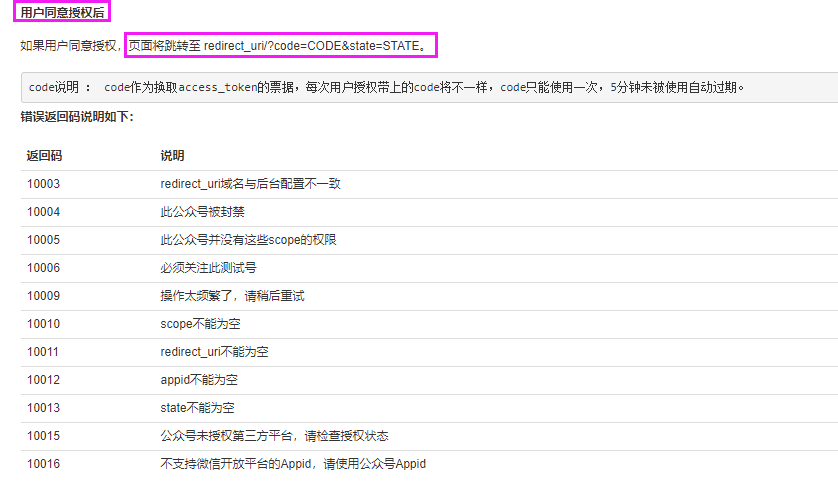 用户同意授权后
如果用户同意授权，页面将跳转至 redirect_uri/?code=CODE&state=STATE。
code说明 ： code作为换取access_token的票据，每次用户授权带上的code将不一样，code只能使用一次，5分钟未被使用自动过期。
错误返回码说明如下：
返回码 说明
10003 redirect_uri域名与后台配置不一致
10004 此公众号被封禁
10005 此公众号并没有这些scope的权限
10006 必须关注此测试号
10009 操作太频繁了，请稍后重试
10010 scope不能为空
10011 redirect_uri不能为空
10012 appid不能为空
10013 state不能为空
10015 公众号未授权第三方平台，请检查授权状态
10016 不支持微信开放平台的Appid，请使用公众号Appid